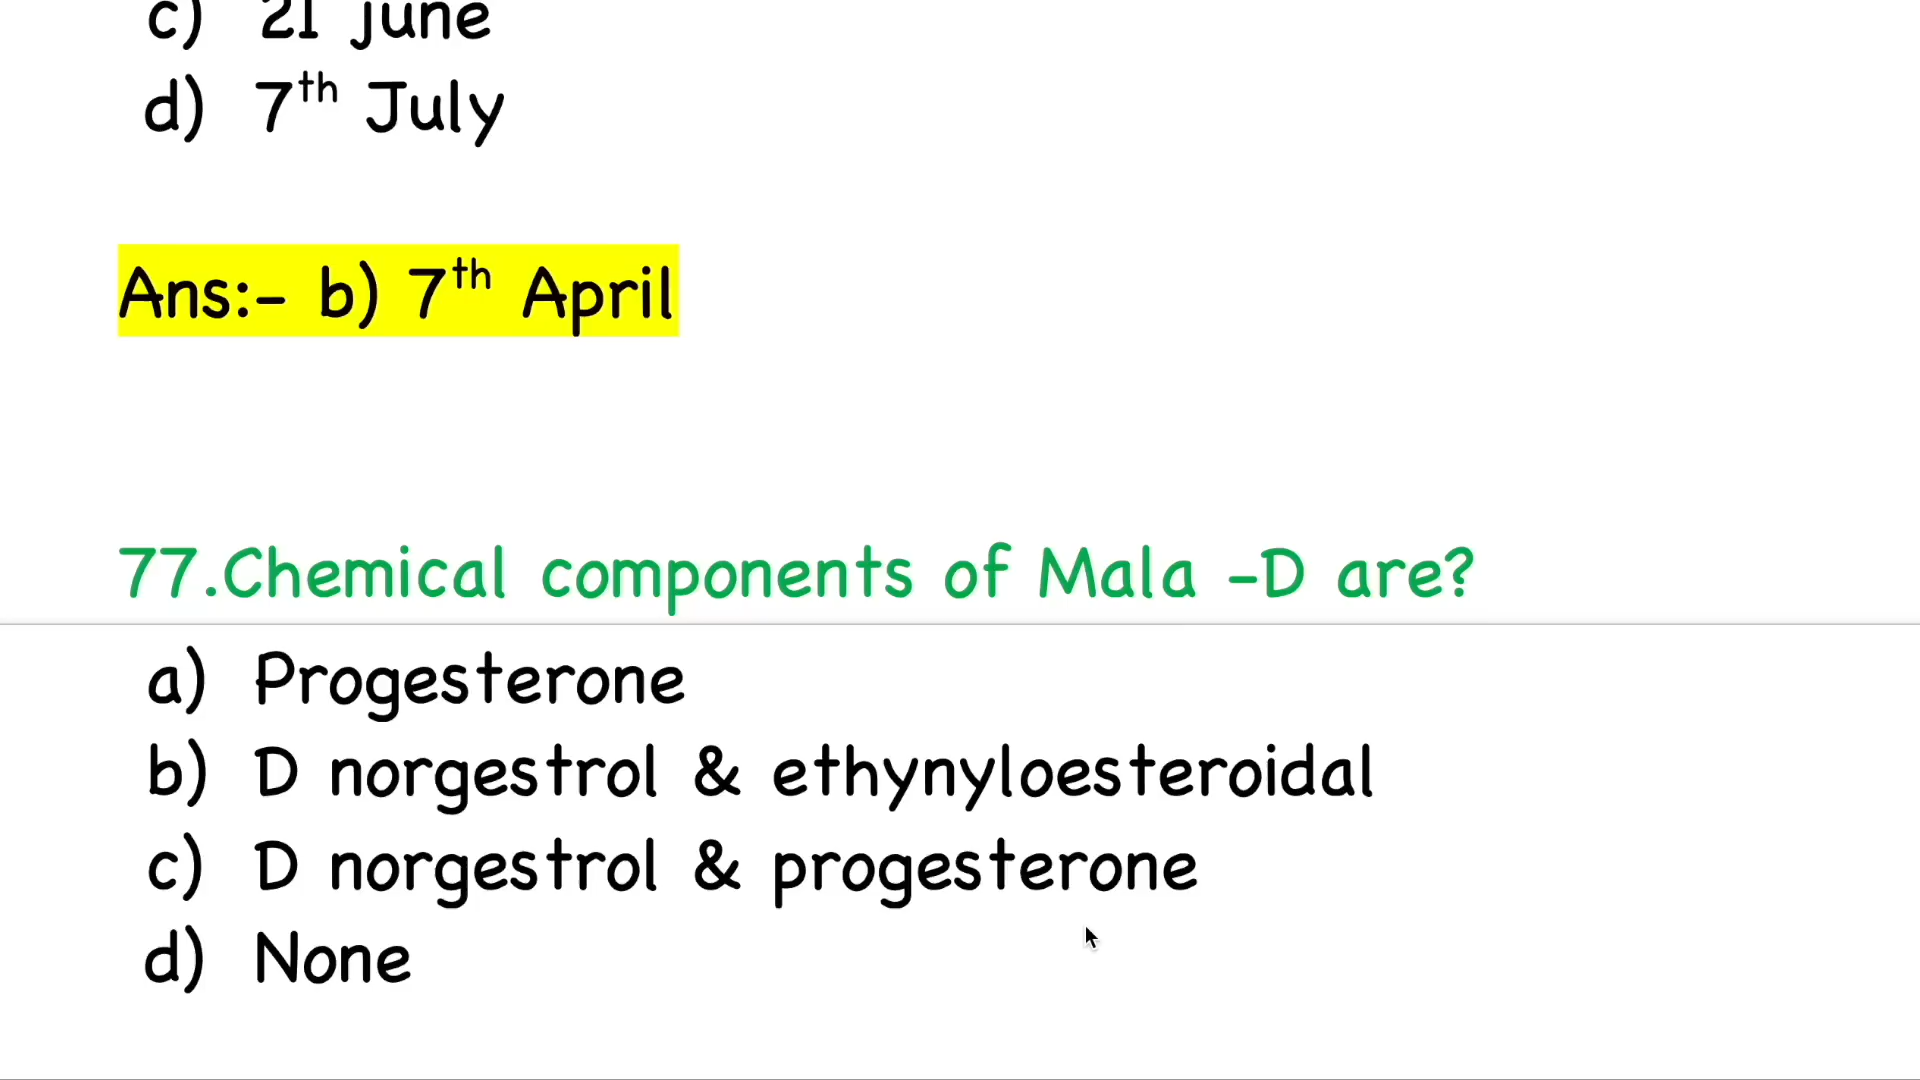 c) 21 june
d) 7th July
Ans:- b) 7th April
77.Chemical components of Mala -D are?
a) Progesterone
b) D norgestrol & ethynyloesteroidal
c) D norgestrol & progesterone
d) None